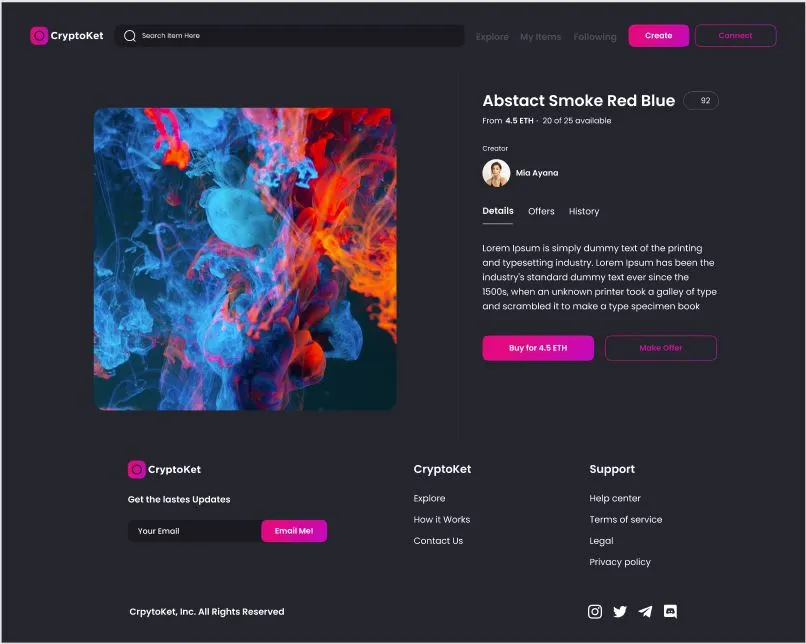 CryptoKet
Search Item Here
Explore
My Items
Following
Create
Connect
Abstact Smoke Red Blue
92
From 4.5 ETH · 20 of 25 available
Creator
Mia Ayana
Details
Offers
History
Lorem Ipsum is simply dummy text of the printing
and typesetting industry. Lorem Ipsum has been the
industry's standard dummy text ever since the
1500s, when an unknown printer took a galley of type
and scrambled it to make a type specimen book
Buy for 4.5 ETH
Make Offer
CryptoKet
Get the lastes Updates
Your Email
Email Me!
CryptoKet
Explore
How it Works
Contact Us
Support
Help center
Terms of service
Legal
Privacy policy
CrpytoKet, Inc. All Rights Reserved